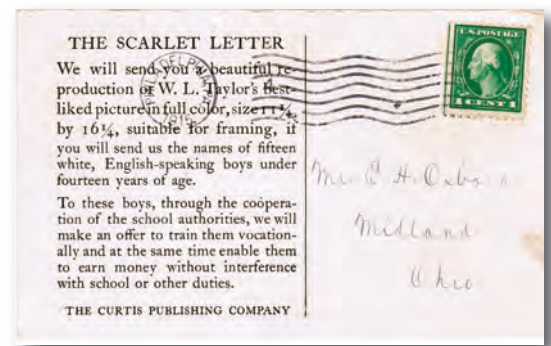 THE SCARLET LETTER
We will send you a beautiful re-
production of W. L. Taylor's best-
liked picture in full color, size 11¼
by 16¼, suitable for framing, if
you will send us the names of fifteen
white, English-speaking boys under
fourteen years of age.
To these boys, through the coöpera-
tion of the school authorities, we will
make an offer to train them vocation-
ally and at the same time enable them
to earn money without interference
with school or other duties.
THE CURTIS PUBLISHING COMPANY
U.S. POSTAGE
1 CENT 1
Midland
Ohio